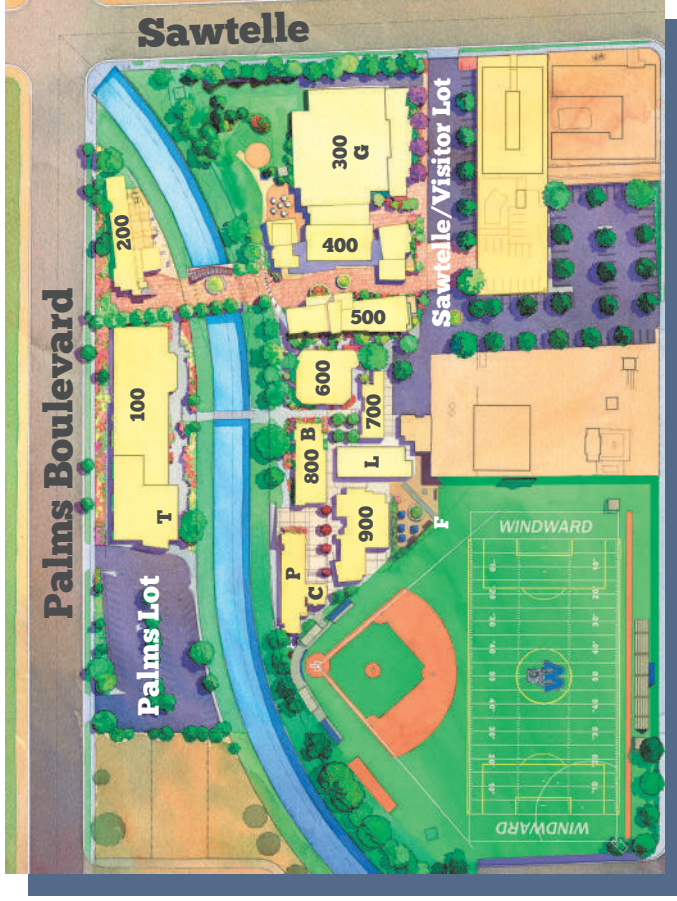 Sawtelle
Palms Boulevard
Sawtelle/Visitor Lot
300
G
200
400
500
100
600
700
B
800
L
T
900
F
P
C
Palms Lot
WINDWARD
W
WINDWARD